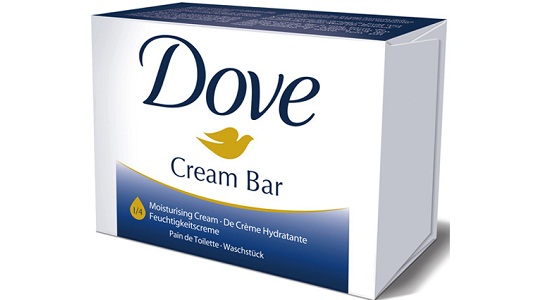 Dove
Cream Bar
1/4
Moisturising Cream · De Crème Hydratante
Feuchtigkeitscreme
Pain de Toilette · Waschstück